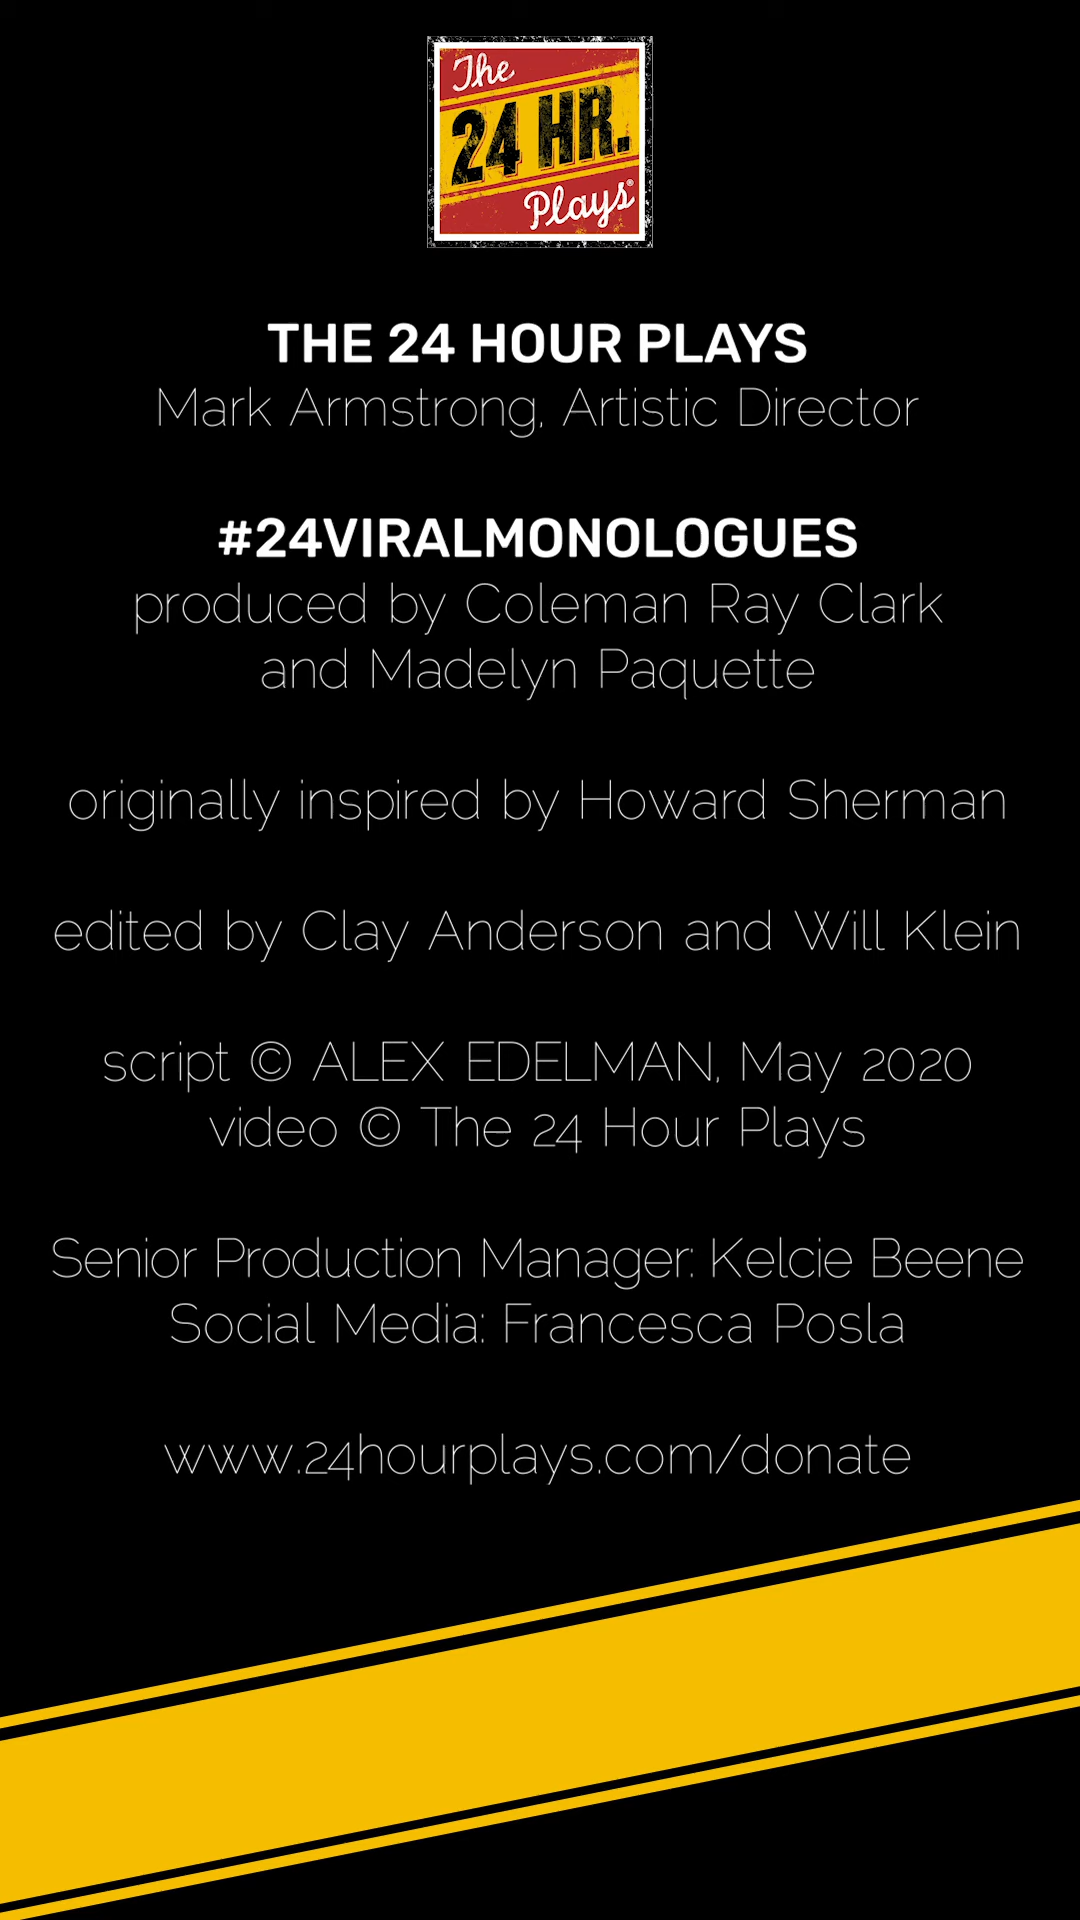 The
24 HR.
Plays®
THE 24 HOUR PLAYS
Mark Armstrong, Artistic Director
#24VIRALMONOLOGUES
produced by Coleman Ray Clark
and Madelyn Paquette
originally inspired by Howard Sherman
edited by Clay Anderson and Will Klein
script © ALEX EDELMAN, May 2020
video © The 24 Hour Plays
Senior Production Manager: Kelcie Beene
Social Media: Francesca Posla
www.24hourplays.com/donate